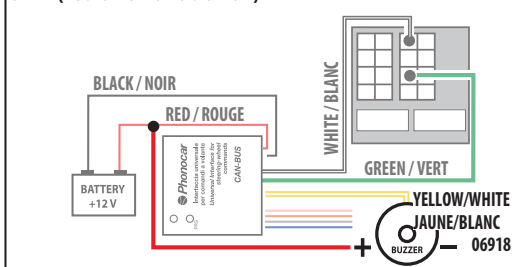 BLACK / NOIR
RED / ROUGE
WHITE / BLANC
GREEN / VERT
BATTERY
+12 V
Phonocar
Interfaccia universale
per comandi a volante
Universal Interface for
steering-wheel
commands
CAN-BUS
YELLOW/WHITE
JAUNE/BLANC
06918
+
BUZZER
–